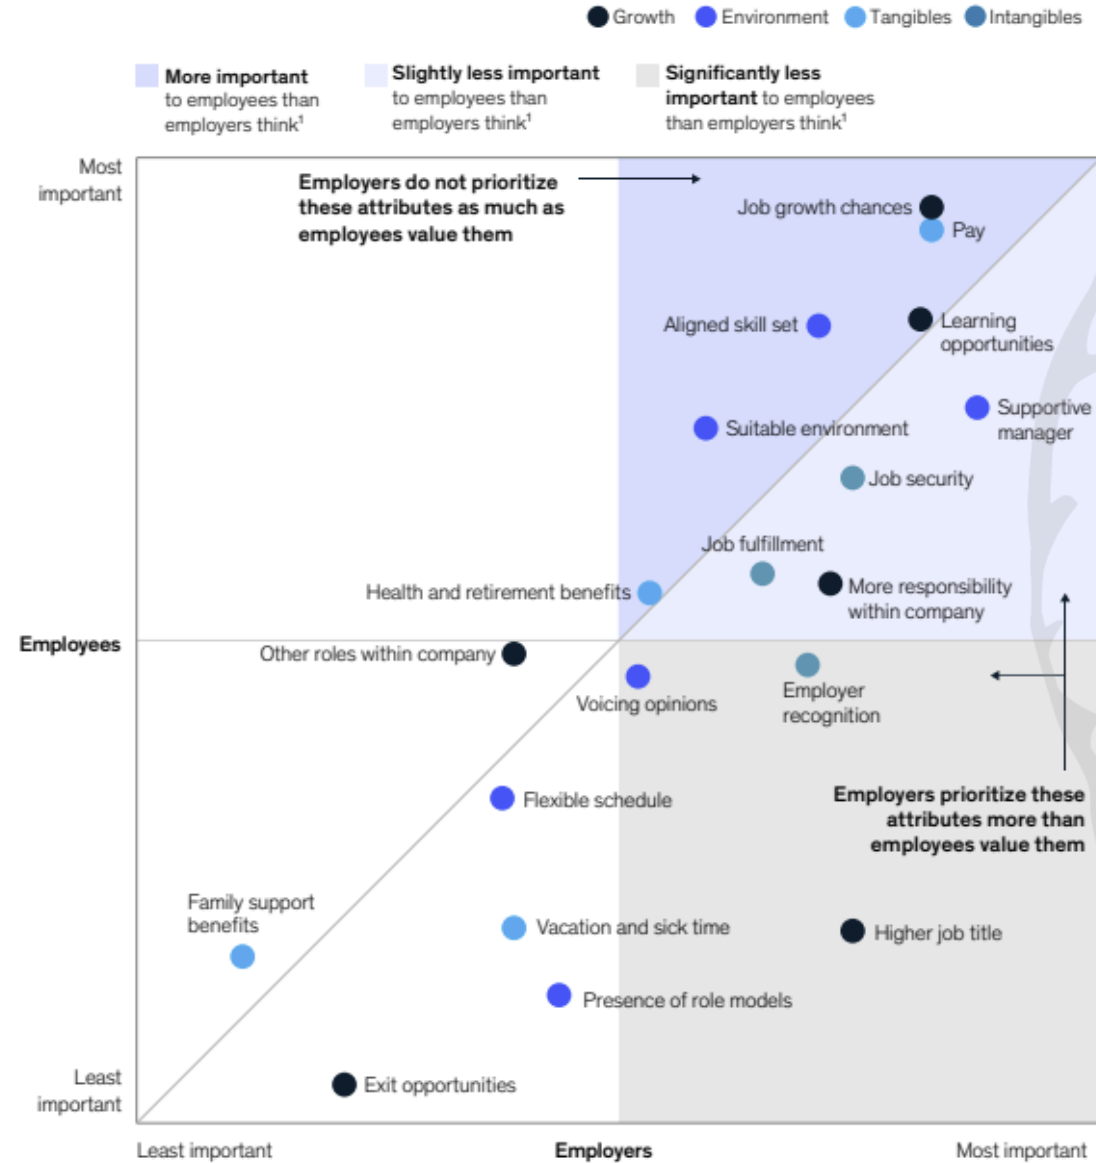 Growth
Environment
Tangibles
Intangibles
More important
to employees than
employers think¹
Slightly less important
to employees than
employers think¹
Significantly less
important to employees
than employers think¹
Most
important
Employers do not prioritize
these attributes as much as
employees value them
Job growth chances
Pay
Aligned skill set
Learning
opportunities
Supportive
manager
Suitable environment
Job security
Job fulfillment
Health and retirement benefits
More responsibility
within company
Employees
Other roles within company
Voicing opinions
Employer
recognition
Flexible schedule
Employers prioritize these
attributes more than
employees value them
Family support
benefits
Vacation and sick time
Higher job title
Presence of role models
Exit opportunities
Least
important
Least important
Employers
Most important